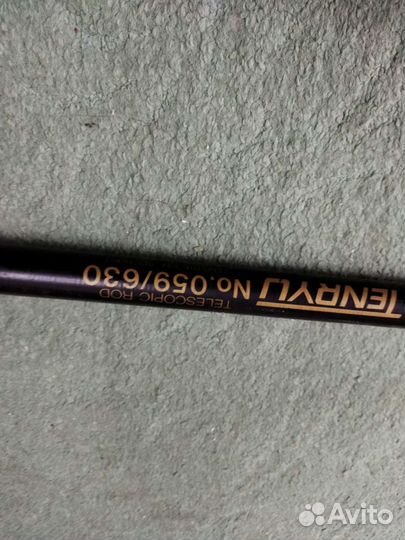 TENRYU No.059/630
TELESCOPIC ROD
Avito